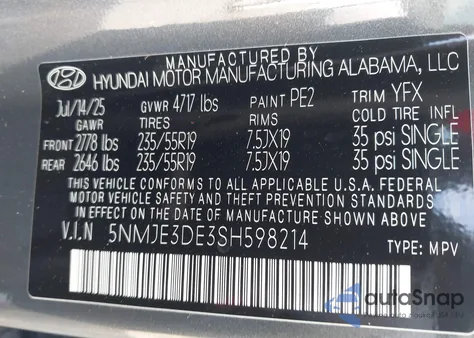 MANUFACTURED BY
HYUNDAI MOTOR MANUFACTURING ALABAMA, LLC
Jul/14/25 GVWR 4717 lbs PAINT PE2 TRIM YFX
GAWR TIRES RIMS COLD TIRE INFL
FRONT 2778 lbs 235/55R19 7.5JX19 35 psi SINGLE
REAR 2646 lbs 235/55R19 7.5JX19 35 psi SINGLE
THIS VEHICLE CONFORMS TO ALL APPLICABLE U.S.A. FEDERAL
MOTOR VEHICLE SAFETY AND THEFT PREVENTION STANDARDS
IN EFFECT ON THE DATE OF MANUFACTURE SHOWN ABOVE.
V.I.N 5NMJE3DE3SH598214 TYPE: MPV
autoSnap